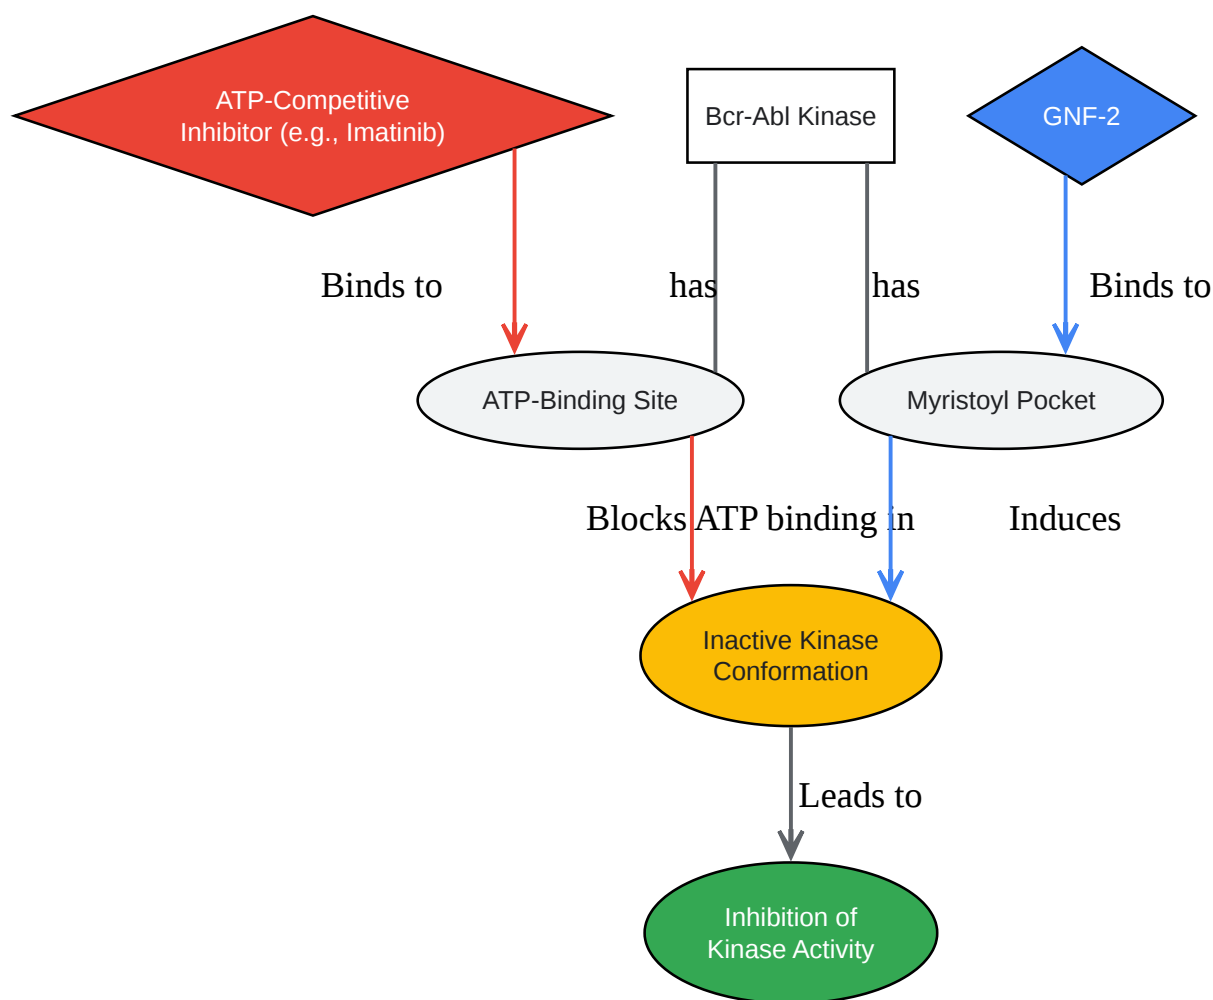 ATP-Competitive
Inhibitor (e.g., Imatinib)
Bcr-Abl Kinase
GNF-2
Binds to
has
has
Binds to
ATP-Binding Site
Myristoyl Pocket
Blocks ATP binding in
Induces
Inactive Kinase
Conformation
Leads to
Inhibition of
Kinase Activity